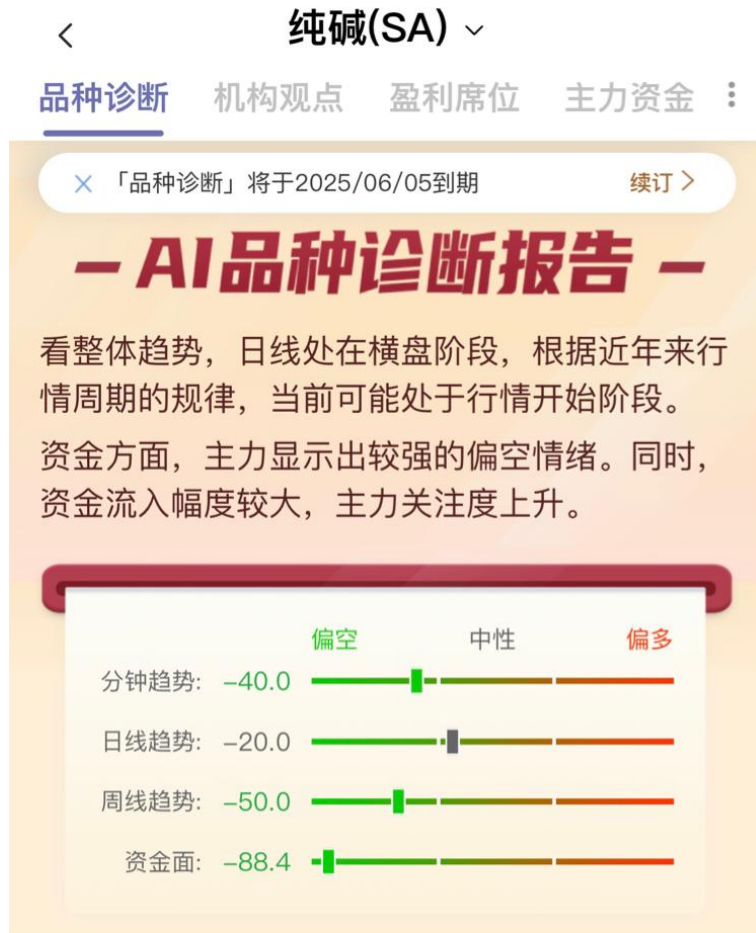 纯碱(SA)
品种诊断 机构观点 盈利席位 主力资金
「品种诊断」将于2025/06/05到期 续订
AI品种诊断报告
看整体趋势，日线处在横盘阶段，根据近年来行
情周期的规律，当前可能处于行情开始阶段。
资金方面，主力显示出较强的偏空情绪。同时，
资金流入幅度较大，主力关注度上升。
偏空 中性 偏多
分钟趋势: -40.0
日线趋势: -20.0
周线趋势: -50.0
资金面: -88.4